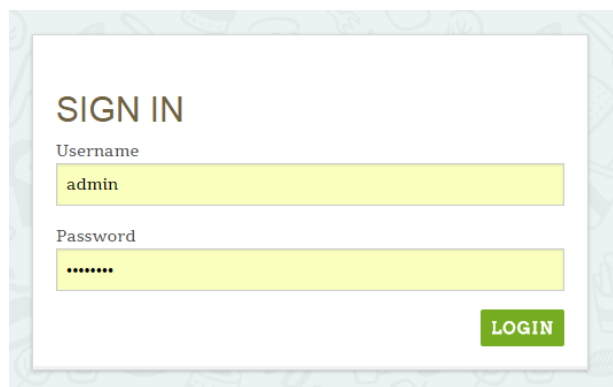 SIGN IN
Username
admin
Password
••••••••
LOGIN